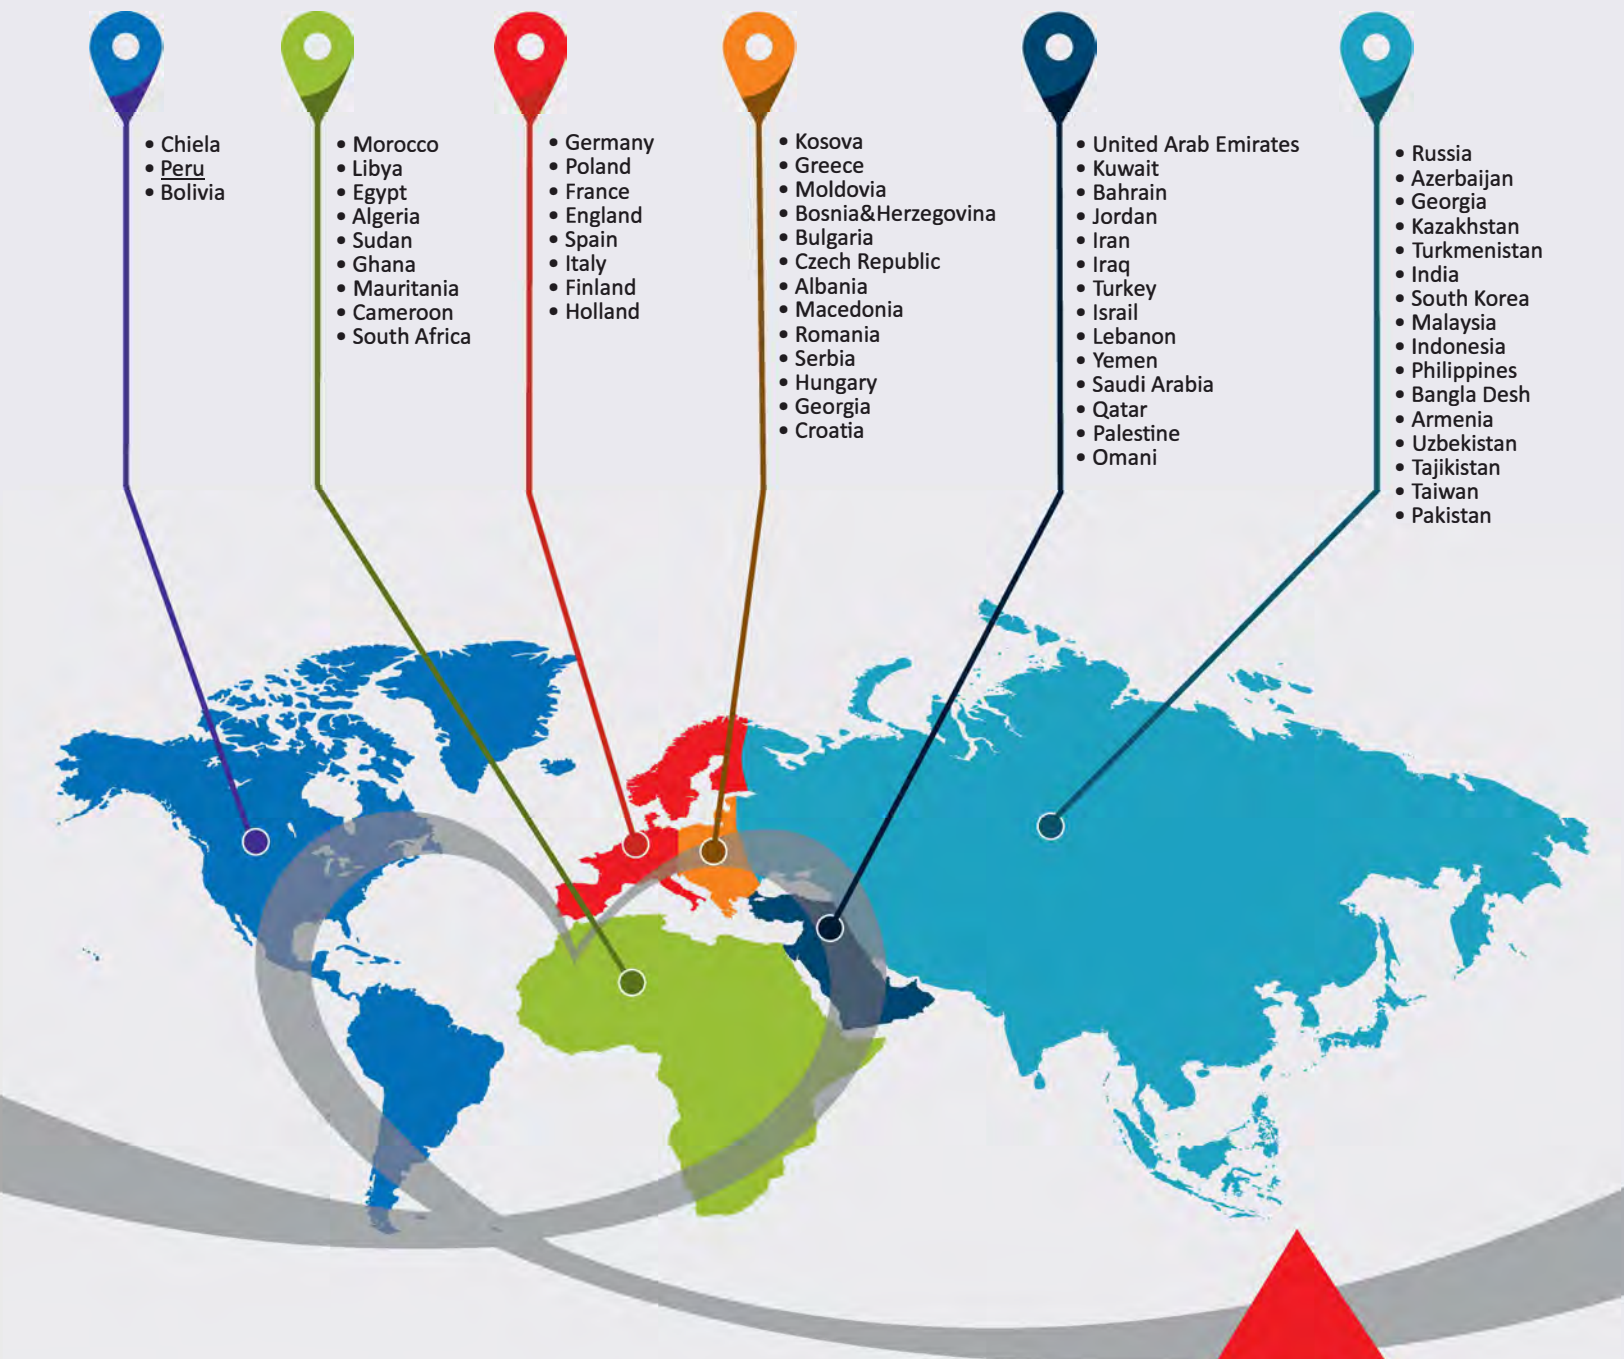 • Chiela
• Peru
• Bolivia
• Morocco
• Libya
• Egypt
• Algeria
• Sudan
• Ghana
• Mauritania
• Cameroon
• South Africa
• Germany
• Poland
• France
• England
• Spain
• Italy
• Finland
• Holland
• Kosova
• Greece
• Moldovia
• Bosnia&Herzegovina
• Bulgaria
• Czech Republic
• Albania
• Macedonia
• Romania
• Serbia
• Hungary
• Georgia
• Croatia
• United Arab Emirates
• Kuwait
• Bahrain
• Jordan
• Iran
• Iraq
• Turkey
• Israil
• Lebanon
• Yemen
• Saudi Arabia
• Qatar
• Palestine
• Omani
• Russia
• Azerbaijan
• Georgia
• Kazakhstan
• Turkmenistan
• India
• South Korea
• Malaysia
• Indonesia
• Philippines
• Bangla Desh
• Armenia
• Uzbekistan
• Tajikistan
• Taiwan
• Pakistan